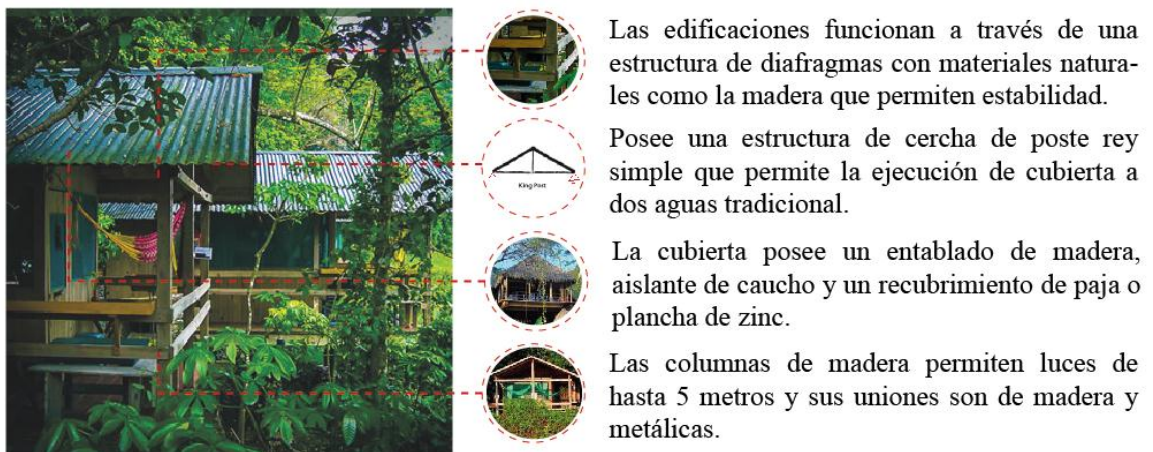 Las edificaciones funcionan a través de una
estructura de diafragmas con materiales natura-
les como la madera que permiten estabilidad.
King Post
Posee una estructura de cercha de poste rey
simple que permite la ejecución de cubierta a
dos aguas tradicional.
La cubierta posee un entablado de madera,
aislante de caucho y un recubrimiento de paja o
plancha de zinc.
Las columnas de madera permiten luces de
hasta 5 metros y sus uniones son de madera y
metálicas.